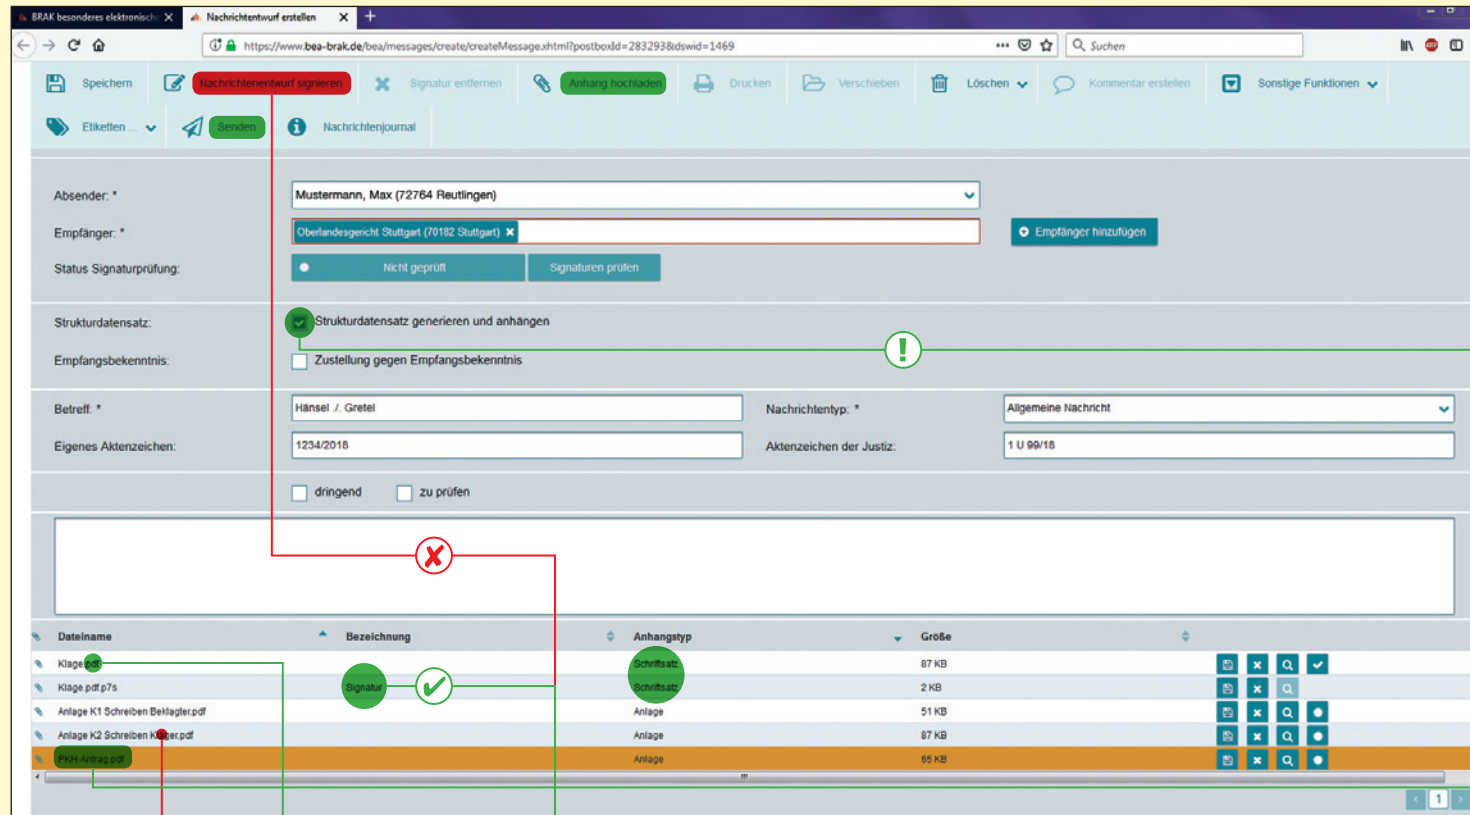 BRAK besonderes elektronische X Nachrichtentwurf erstellen X +
https://www.bea-brak.de/bea/messages/create/createMessage.xhtml?postboxId=283293&dswid=1469 ••• Suchen
Speichern Nachrichtenentwurf signieren Signatur entfernen Anhang hochladen Drucken Verschieben Löschen Kommentar erstellen Sonstige Funktionen
Etiketten ... Senden Nachrichtenjournal
Absender: * Mustermann, Max (72764 Reutlingen)
Empfänger: * Oberlandesgericht Stuttgart (70182 Stuttgart) Empfänger hinzufügen
Status Signaturprüfung: Nicht geprüft Signaturen prüfen
Strukturdatensatz: Strukturdatensatz generieren und anhängen
!
Empfangsbekenntnis: Zustellung gegen Empfangsbekenntnis
Betreff: * Hänsel ./. Gretel Nachrichtentyp: * Allgemeine Nachricht
Eigenes Aktenzeichen: 1234/2018 Aktenzeichen der Justiz: 1 U 99/18
dringend zu prüfen
Dateiname Bezeichnung Anhangstyp Größe
Klage.pdf Schriftsatz 87 KB
Klage.pdf.p7s Signatur Schriftsatz 2 KB
Anlage K1 Schreiben Beklagter.pdf Anlage 51 KB
Anlage K2 Schreiben Kläger.pdf Anlage 87 KB
PKH-Antrag.pdf Anlage 65 KB
1